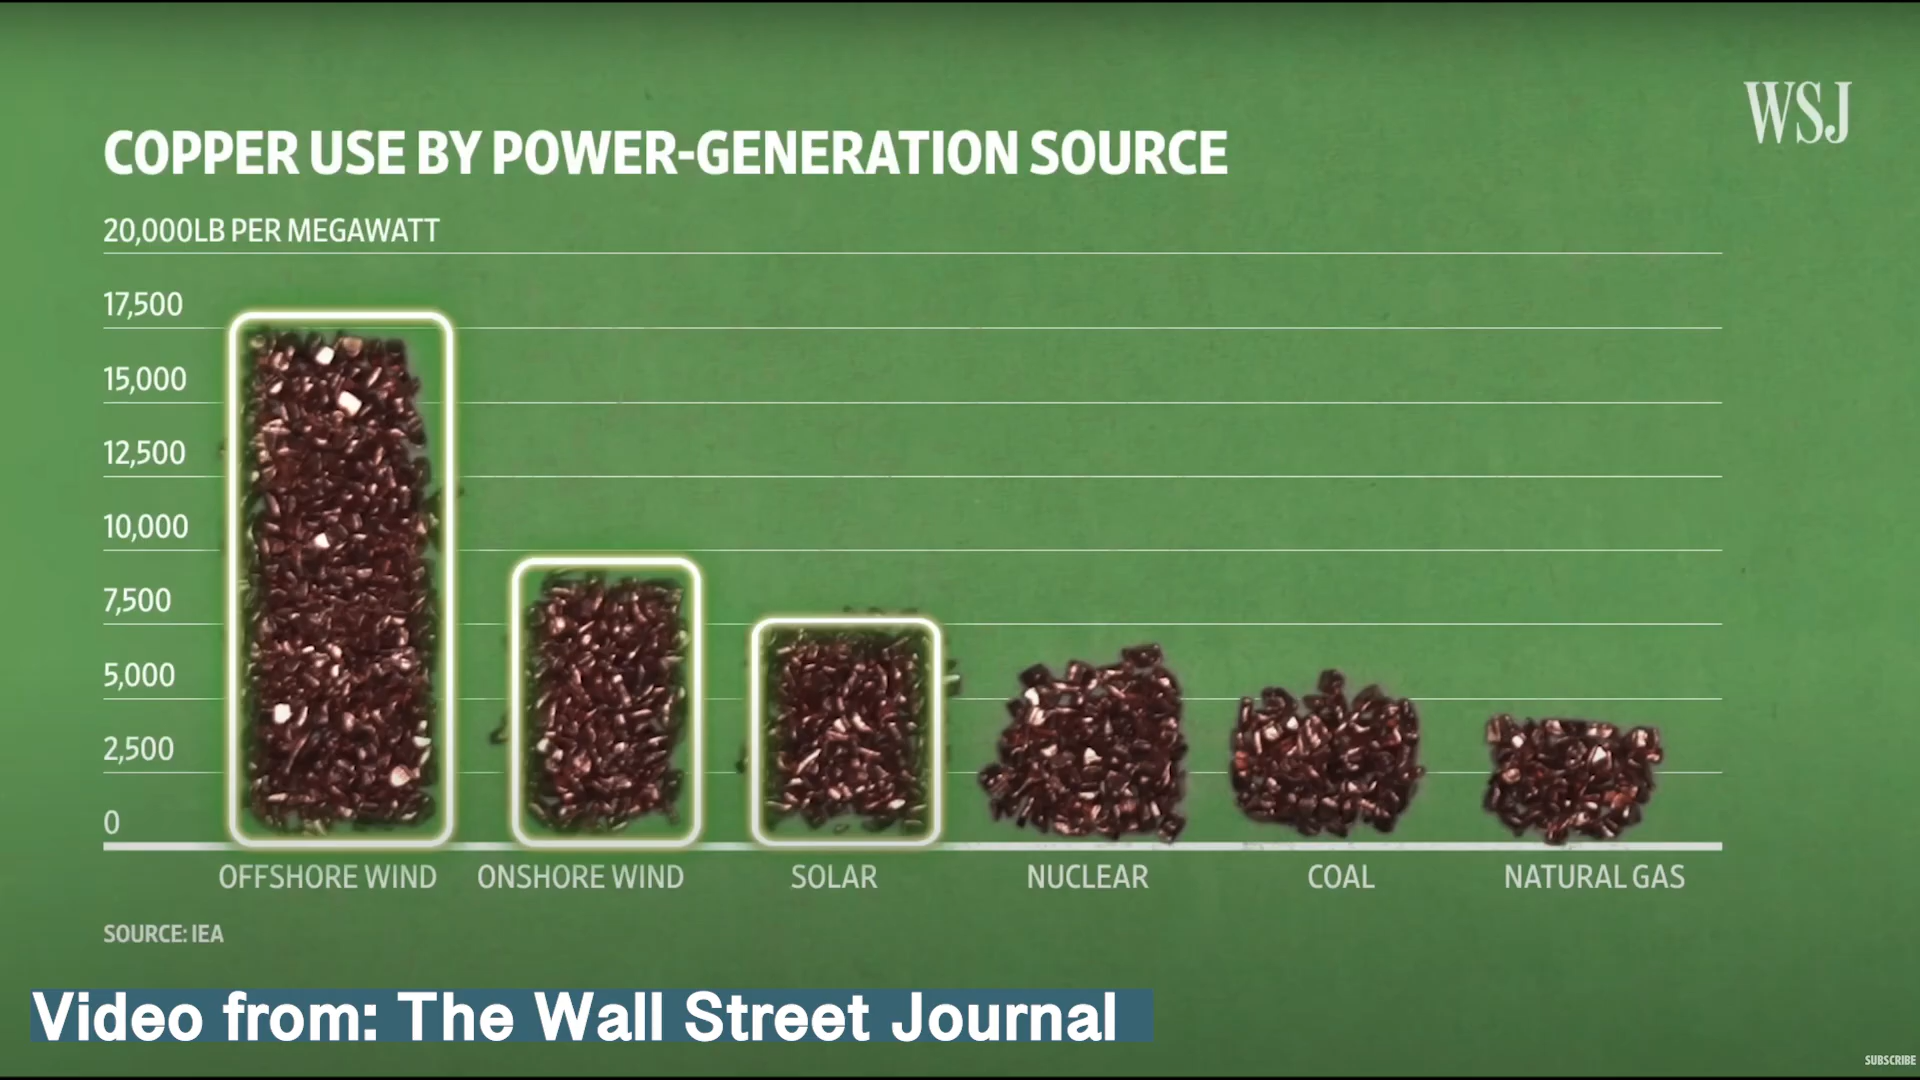 WSJ
COPPER USE BY POWER-GENERATION SOURCE
20,000LB PER MEGAWATT
17,500
15,000
12,500
10,000
7,500
5,000
2,500
0
OFFSHORE WIND
ONSHORE WIND
SOLAR
NUCLEAR
COAL
NATURAL GAS
SOURCE: IEA
Video from: The Wall Street Journal
SUBSCRIBE